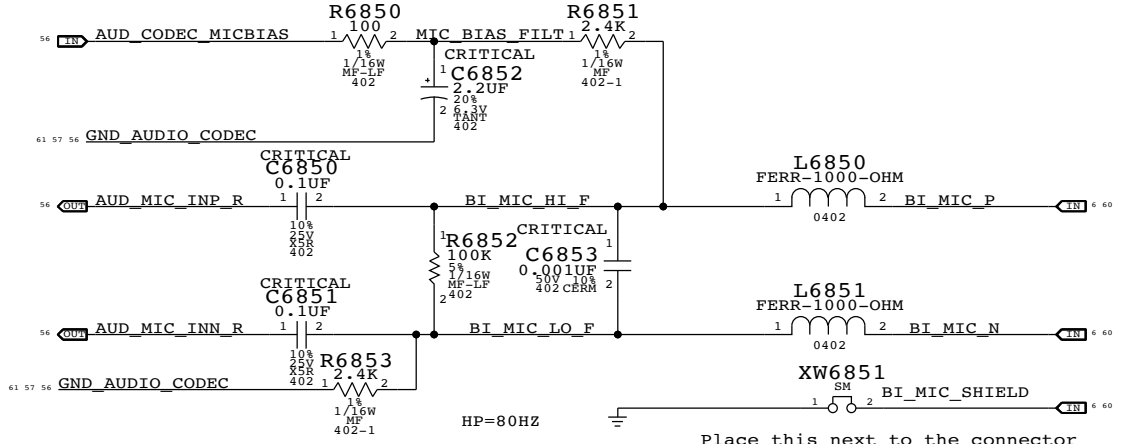 R6850
100
56 IN AUD_CODEC_MICBIAS 1 2 MIC_BIAS_FILT 1 2
1%
1/16W
MF-LF
402
R6851
2.4K
1%
1/16W
MF
402-1
CRITICAL
1 C6852
+ 2.2UF
20%
2 6.3V
TANT
402
61 57 56 GND_AUDIO_CODEC
CRITICAL
C6850
0.1UF
56 OUT AUD_MIC_INP_R 1 2 BI_MIC_HI_F
10%
25V
X5R
402
L6850
FERR-1000-OHM
1 2 BI_MIC_P IN 6 60
0402
1 R6852
100K
5%
1/16W
MF-LF
2 402
CRITICAL
1
C6853
0.001UF
50V 10%
402 CERM 2
CRITICAL
C6851
0.1UF
56 OUT AUD_MIC_INN_R 1 2 BI_MIC_LO_F
10%
25V
X5R
402
L6851
FERR-1000-OHM
1 2 BI_MIC_N IN 6 60
0402
R6853
2.4K
61 57 56 GND_AUDIO_CODEC 1 2
1%
1/16W
MF
402-1
XW6851
SM
1 2 BI_MIC_SHIELD IN 6 60
HP=80HZ
Place this next to the connector